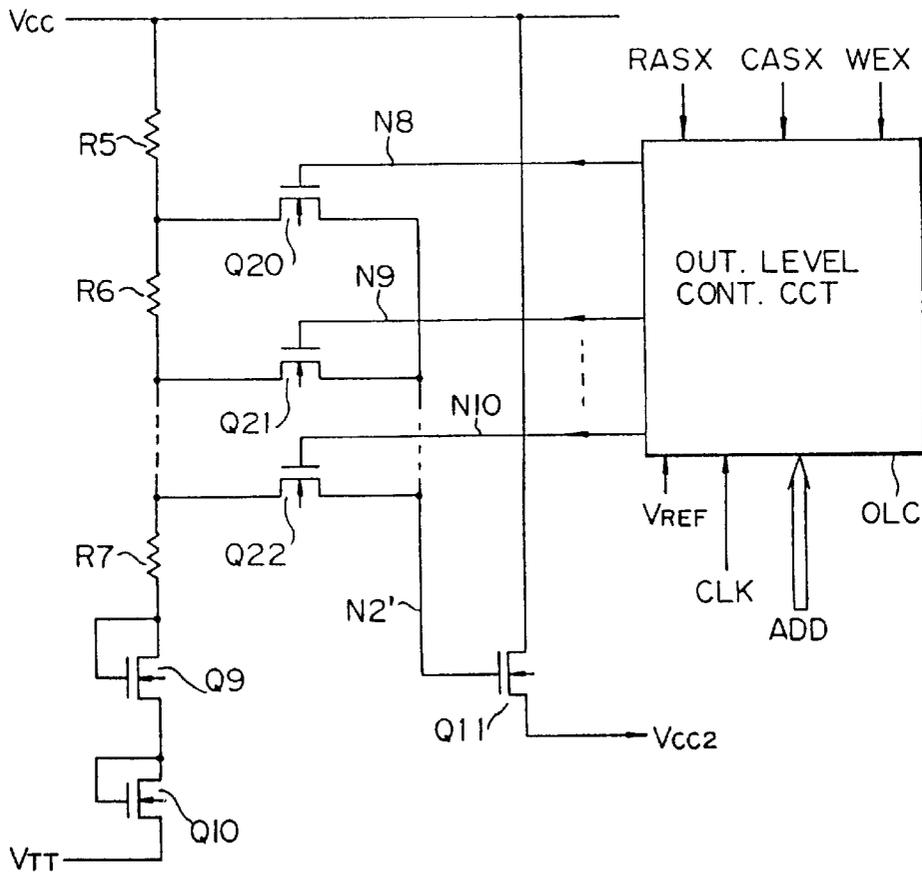 VCC
RASX CASX WEX
R5
N8
Q20
OUT. LEVEL
CONT. CCT
R6
N9
Q21
N10
Q22
VREF
OLC
R7
CLK
N2'
ADD
Q9
Q11
VCC2
Q10
VTT